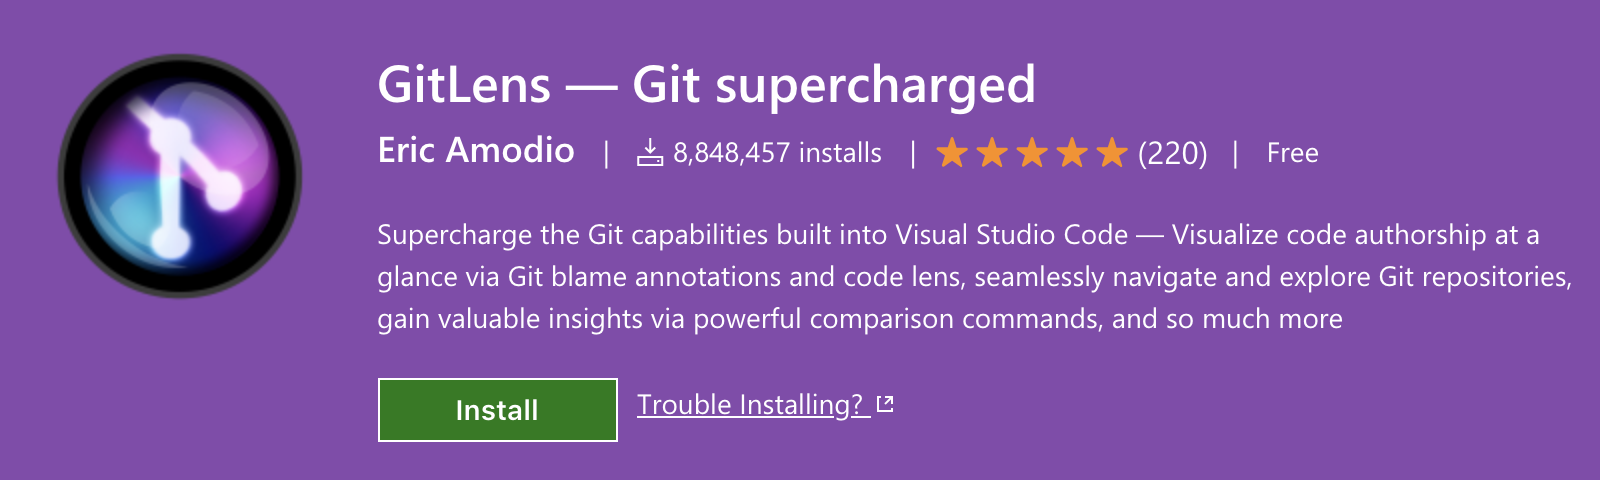 GitLens — Git supercharged
Eric Amodio | 8,848,457 installs | (220) | Free
Supercharge the Git capabilities built into Visual Studio Code — Visualize code authorship at a
glance via Git blame annotations and code lens, seamlessly navigate and explore Git repositories,
gain valuable insights via powerful comparison commands, and so much more
Install Trouble Installing?